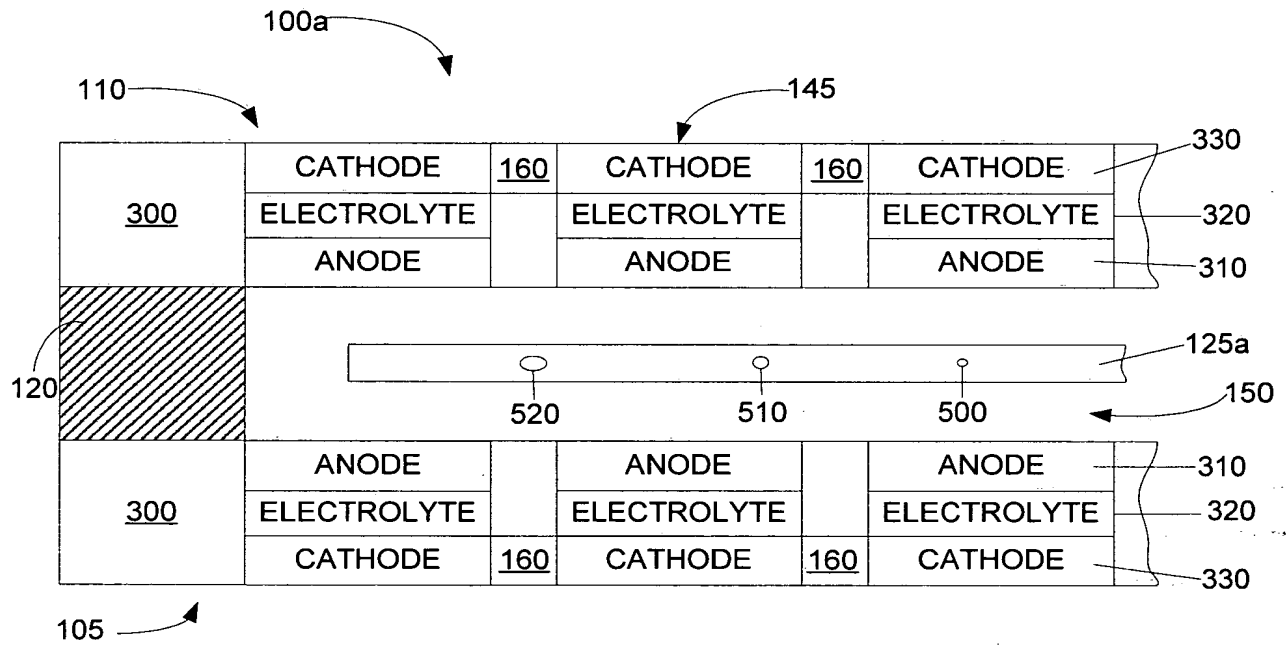 100a
110
145
CATHODE 160 CATHODE 160 CATHODE 330
300 ELECTROLYTE ELECTROLYTE ELECTROLYTE 320
ANODE ANODE ANODE 310
125a
120 520 510 500 150
ANODE ANODE ANODE 310
300 ELECTROLYTE ELECTROLYTE ELECTROLYTE 320
CATHODE 160 CATHODE 160 CATHODE 330
105